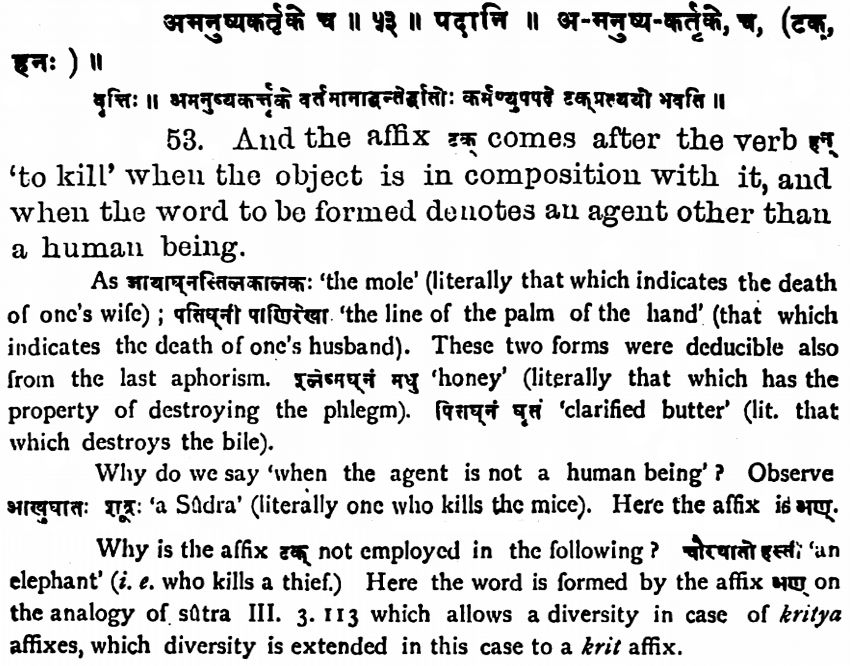 अमनुष्यकर्तृके च ॥ ५३ ॥ पदानि ॥ अ-मनुष्य-कर्तृके, च, (टक्,
हनः) ॥
वृत्तिः ॥ अमनुष्यकर्त्तृके वर्तमानाद्धन्तेर्द्धातोः कर्मण्युपपदे टक्प्रत्ययो भवति ॥
53. And the affix टक् comes after the verb हन्
'to kill' when the object is in composition with it, and
when the word to be formed denotes an agent other than
a human being.
As जायाघ्नस्तिलकालकः 'the mole' (literally that which indicates the death
of one's wife) ; पतिघ्नी पाणिरेखा 'the line of the palm of the hand' (that which
indicates the death of one's husband). These two forms were deducible also
from the last aphorism. श्लेष्मघ्नं मधु 'honey' (literally that which has the
property of destroying the phlegm). पित्तघ्नं घृतं 'clarified butter' (lit. that
which destroys the bile).
Why do we say 'when the agent is not a human being' ? Observe
आखुघातः शूद्रः 'a Sûdra' (literally one who kills the mice). Here the affix is अण्.
Why is the affix टक् not employed in the following ? चौरघातो हस्ती 'an
elephant' (i. e. who kills a thief.) Here the word is formed by the affix अण् on
the analogy of sûtra III. 3. 113 which allows a diversity in case of kritya
affixes, which diversity is extended in this case to a krit affix.